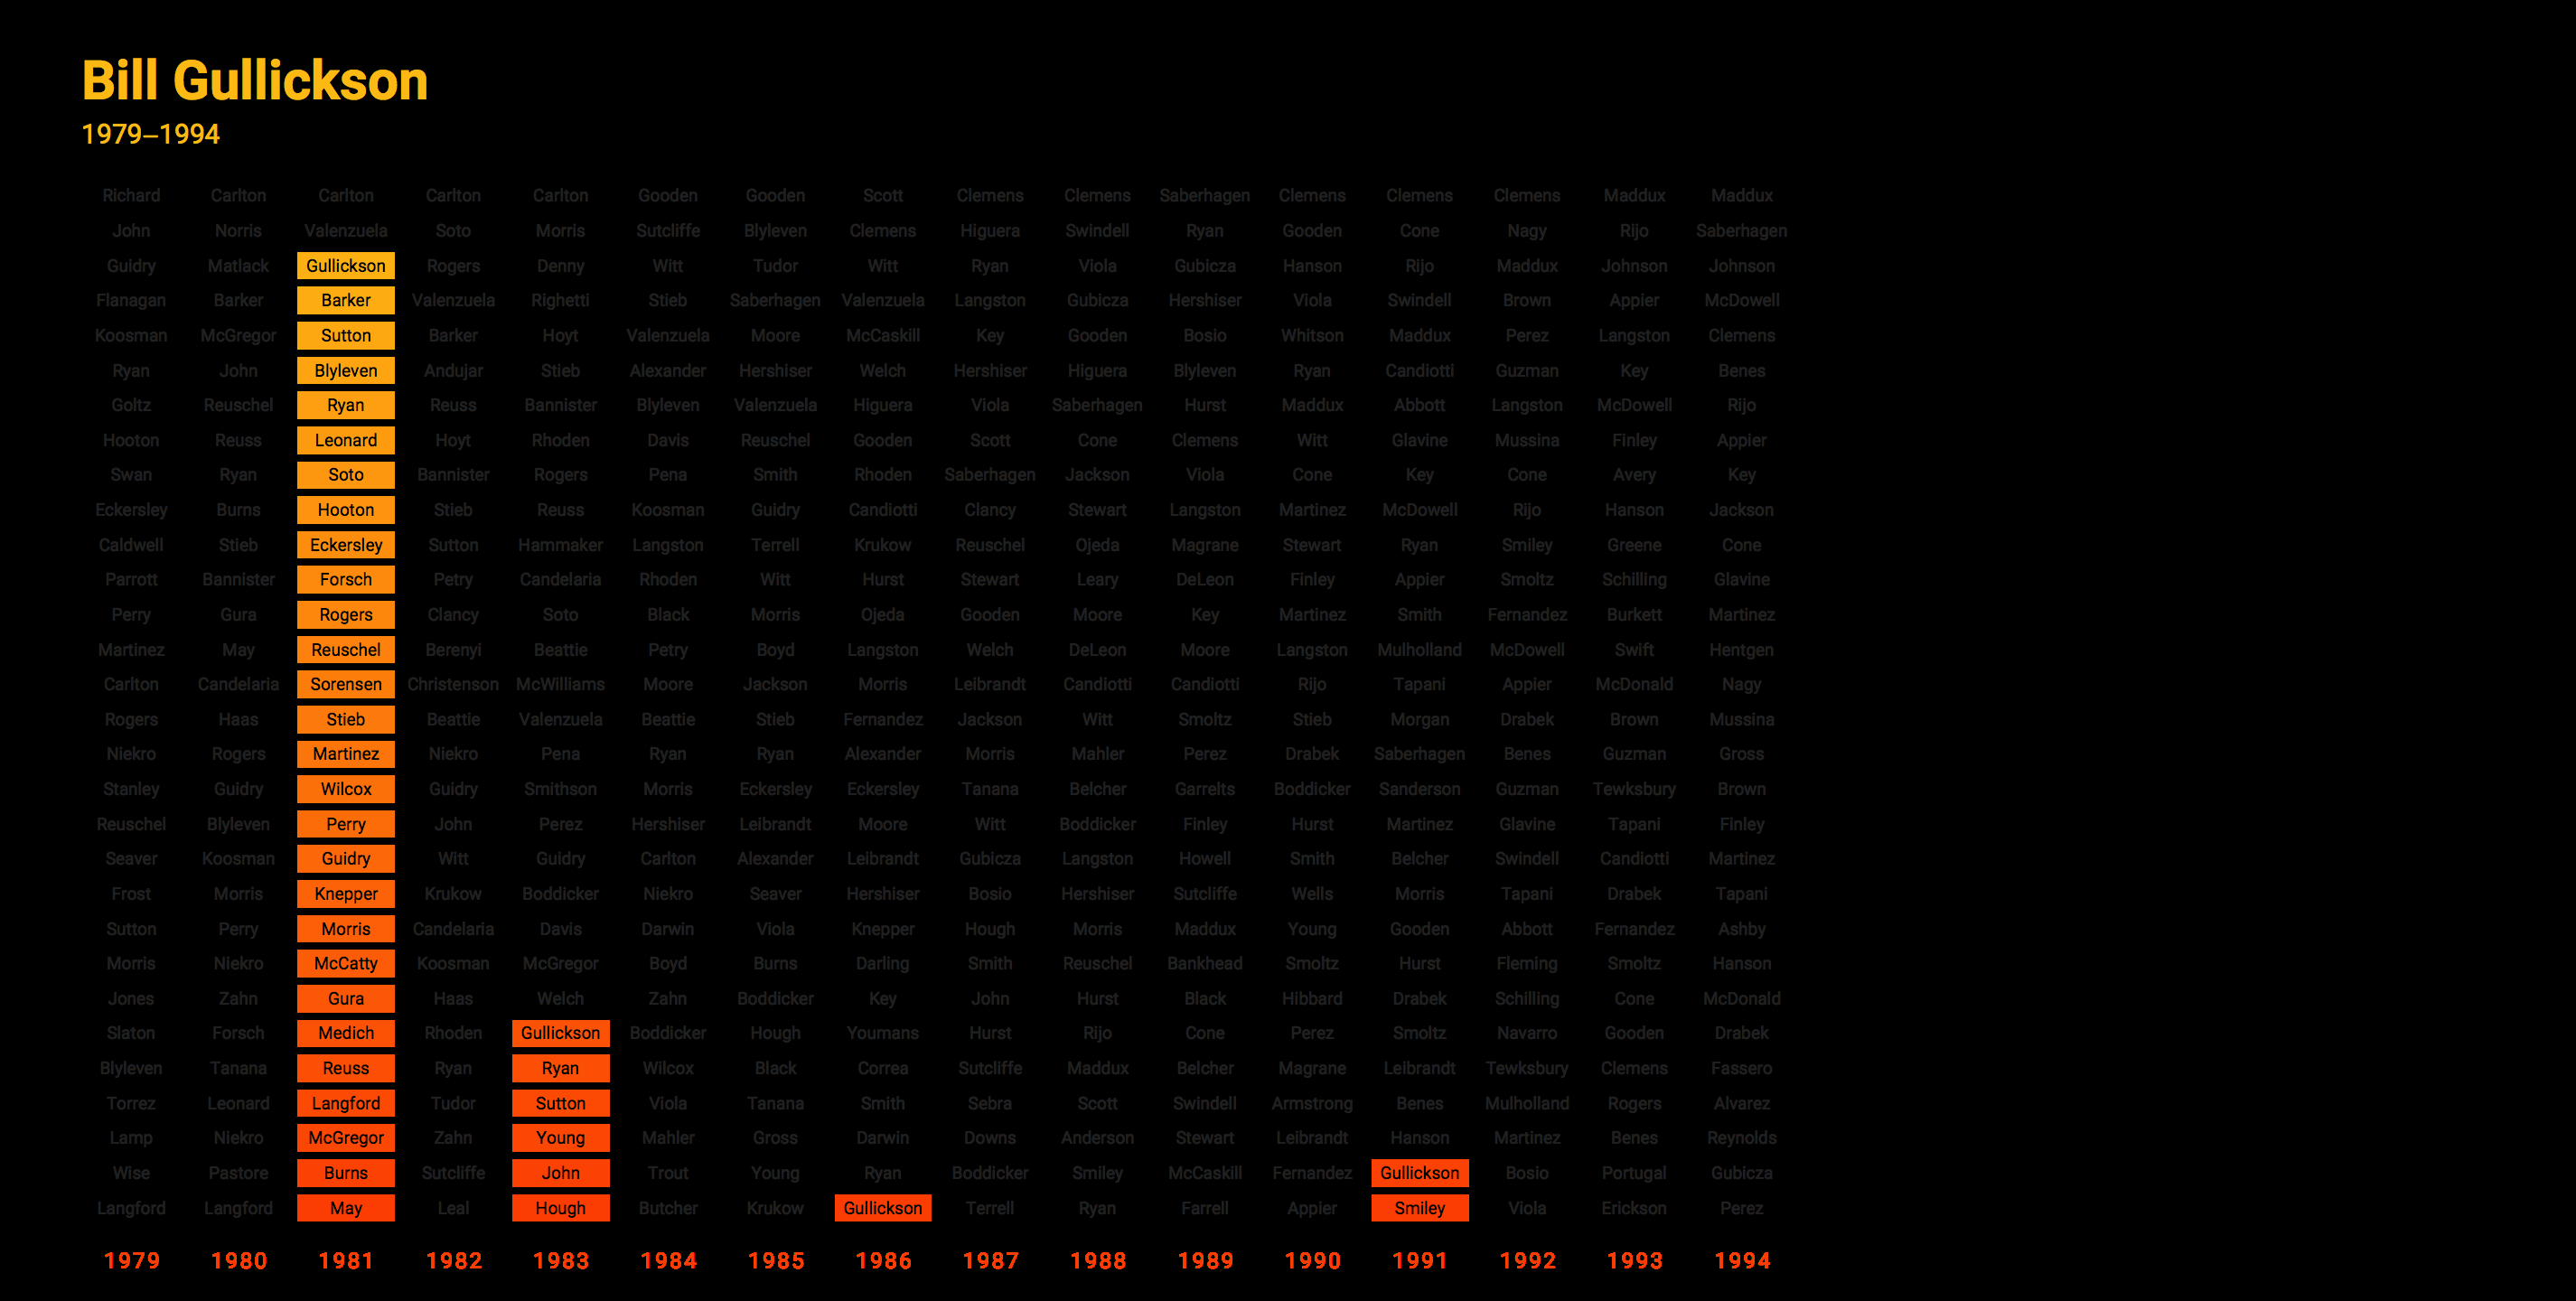 Bill Gullickson
1979–1994
Richard Carlton Carlton Carlton Carlton Gooden Gooden Scott Clemens Clemens Saberhagen Clemens Clemens Clemens Maddux Maddux
John Norris Valenzuela Soto Morris Sutcliffe Blyleven Clemens Higuera Swindell Ryan Gooden Cone Nagy Rijo Saberhagen
Guidry Matlack Gullickson Rogers Denny Witt Tudor Witt Ryan Viola Gubicza Hanson Rijo Maddux Johnson Johnson
Flanagan Barker Barker Valenzuela Righetti Stieb Saberhagen Valenzuela Langston Gubicza Hershiser Viola Swindell Brown Appier McDowell
Koosman McGregor Sutton Barker Hoyt Valenzuela Moore McCaskill Key Gooden Bosio Whitson Maddux Perez Langston Clemens
Ryan John Blyleven Andujar Stieb Alexander Hershiser Welch Hershiser Higuera Blyleven Ryan Candiotti Guzman Key Benes
Goltz Reuschel Ryan Reuss Bannister Blyleven Valenzuela Higuera Viola Saberhagen Hurst Maddux Abbott Langston McDowell Rijo
Hooton Reuss Leonard Hoyt Rhoden Davis Reuschel Gooden Scott Cone Clemens Witt Glavine Mussina Finley Appier
Swan Ryan Soto Bannister Rogers Pena Smith Rhoden Saberhagen Jackson Viola Cone Key Cone Avery Key
Eckersley Burns Hooton Stieb Reuss Koosman Guidry Candiotti Clancy Stewart Langston Martinez McDowell Rijo Hanson Jackson
Caldwell Stieb Eckersley Sutton Hammaker Langston Terrell Krukow Reuschel Ojeda Magrane Stewart Ryan Smiley Greene Cone
Parrott Bannister Forsch Petry Candelaria Rhoden Witt Hurst Stewart Leary DeLeon Finley Appier Smoltz Schilling Glavine
Perry Gura Rogers Clancy Soto Black Morris Ojeda Gooden Moore Key Martinez Smith Fernandez Burkett Martinez
Martinez May Reuschel Berenyi Beattie Petry Boyd Langston Welch DeLeon Moore Langston Mulholland McDowell Swift Hentgen
Carlton Candelaria Sorensen Christenson McWilliams Moore Jackson Morris Leibrandt Candiotti Candiotti Rijo Tapani Appier McDonald Nagy
Rogers Haas Stieb Beattie Valenzuela Beattie Stieb Fernandez Jackson Witt Smoltz Stieb Morgan Drabek Brown Mussina
Niekro Rogers Martinez Niekro Pena Ryan Ryan Alexander Morris Mahler Perez Drabek Saberhagen Benes Guzman Gross
Stanley Guidry Wilcox Guidry Smithson Morris Eckersley Eckersley Tanana Belcher Garrelts Boddicker Sanderson Guzman Tewksbury Brown
Reuschel Blyleven Perry John Perez Hershiser Leibrandt Moore Witt Boddicker Finley Hurst Martinez Glavine Tapani Finley
Seaver Koosman Guidry Witt Guidry Carlton Alexander Leibrandt Gubicza Langston Howell Smith Belcher Swindell Candiotti Martinez
Frost Morris Knepper Krukow Boddicker Niekro Seaver Hershiser Bosio Hershiser Sutcliffe Wells Morris Tapani Drabek Tapani
Sutton Perry Morris Candelaria Davis Darwin Viola Knepper Hough Morris Maddux Young Gooden Abbott Fernandez Ashby
Morris Niekro McCatty Koosman McGregor Boyd Burns Darling Smith Reuschel Bankhead Smoltz Hurst Fleming Smoltz Hanson
Jones Zahn Gura Haas Welch Zahn Boddicker Key John Hurst Black Hibbard Drabek Schilling Cone McDonald
Slaton Forsch Medich Rhoden Gullickson Boddicker Hough Youmans Hurst Rijo Cone Perez Smoltz Navarro Gooden Drabek
Blyleven Tanana Reuss Ryan Ryan Wilcox Black Correa Sutcliffe Maddux Belcher Magrane Leibrandt Tewksbury Clemens Fassero
Torrez Leonard Langford Tudor Sutton Viola Tanana Smith Sebra Scott Swindell Armstrong Benes Mulholland Rogers Alvarez
Lamp Niekro McGregor Zahn Young Mahler Gross Darwin Downs Anderson Stewart Leibrandt Hanson Martinez Benes Reynolds
Wise Pastore Burns Sutcliffe John Trout Young Ryan Boddicker Smiley McCaskill Fernandez Gullickson Bosio Portugal Gubicza
Langford Langford May Leal Hough Butcher Krukow Gullickson Terrell Ryan Farrell Appier Smiley Viola Erickson Perez
1979 1980 1981 1982 1983 1984 1985 1986 1987 1988 1989 1990 1991 1992 1993 1994